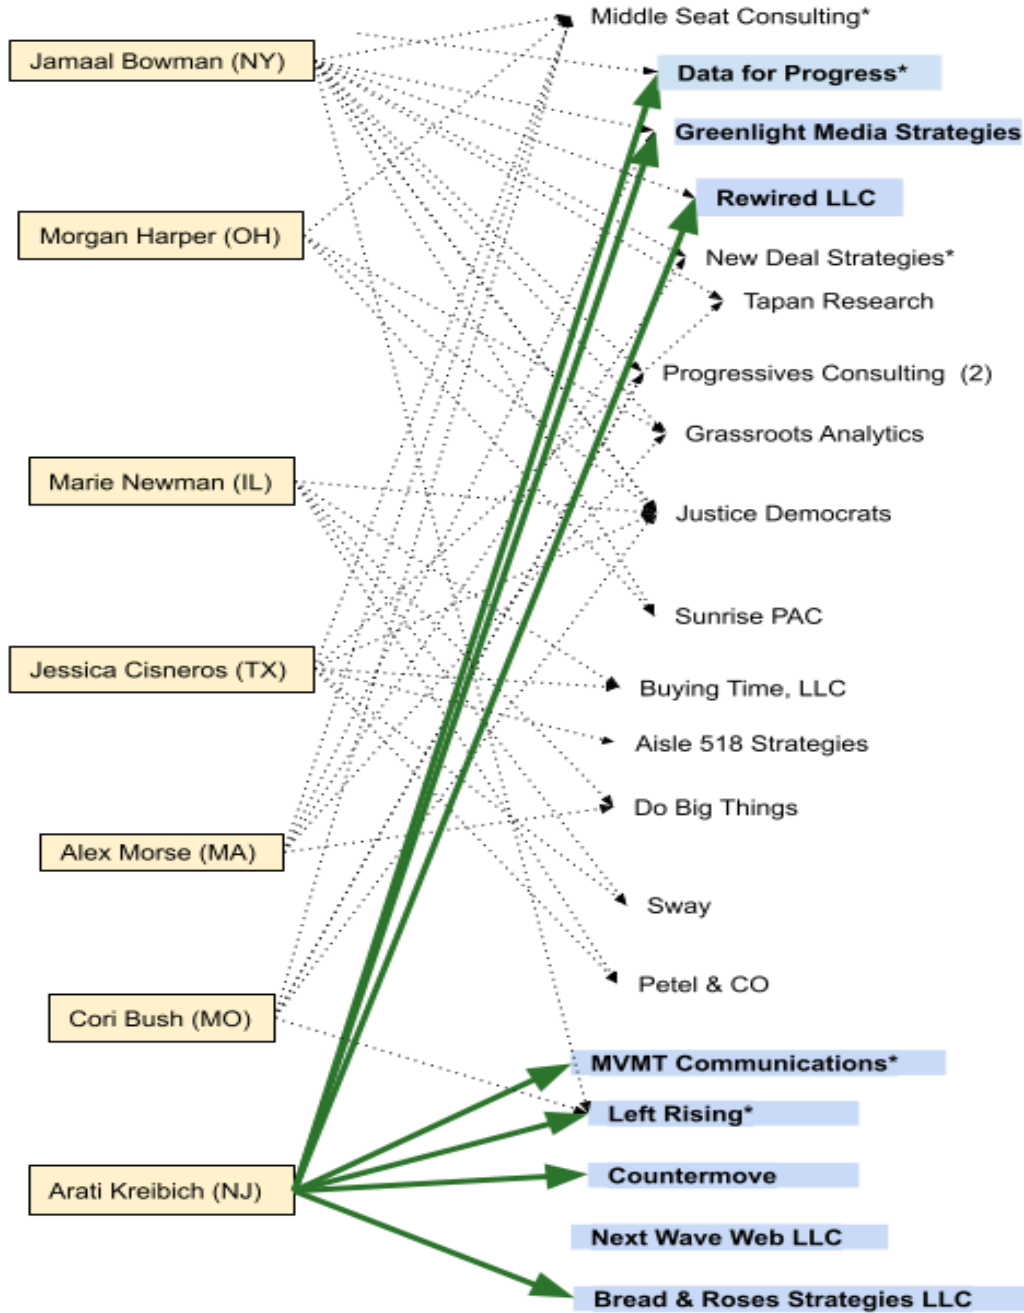 Middle Seat Consulting*
Jamaal Bowman (NY)
Data for Progress*
Greenlight Media Strategies
Rewired LLC
Morgan Harper (OH)
New Deal Strategies*
Tapan Research
Progressives Consulting (2)
Grassroots Analytics
Marie Newman (IL)
Justice Democrats
Sunrise PAC
Jessica Cisneros (TX)
Buying Time, LLC
Aisle 518 Strategies
Do Big Things
Alex Morse (MA)
Sway
Petel & CO
Cori Bush (MO)
MVMT Communications*
Left Rising*
Countermove
Arati Kreibich (NJ)
Next Wave Web LLC
Bread & Roses Strategies LLC